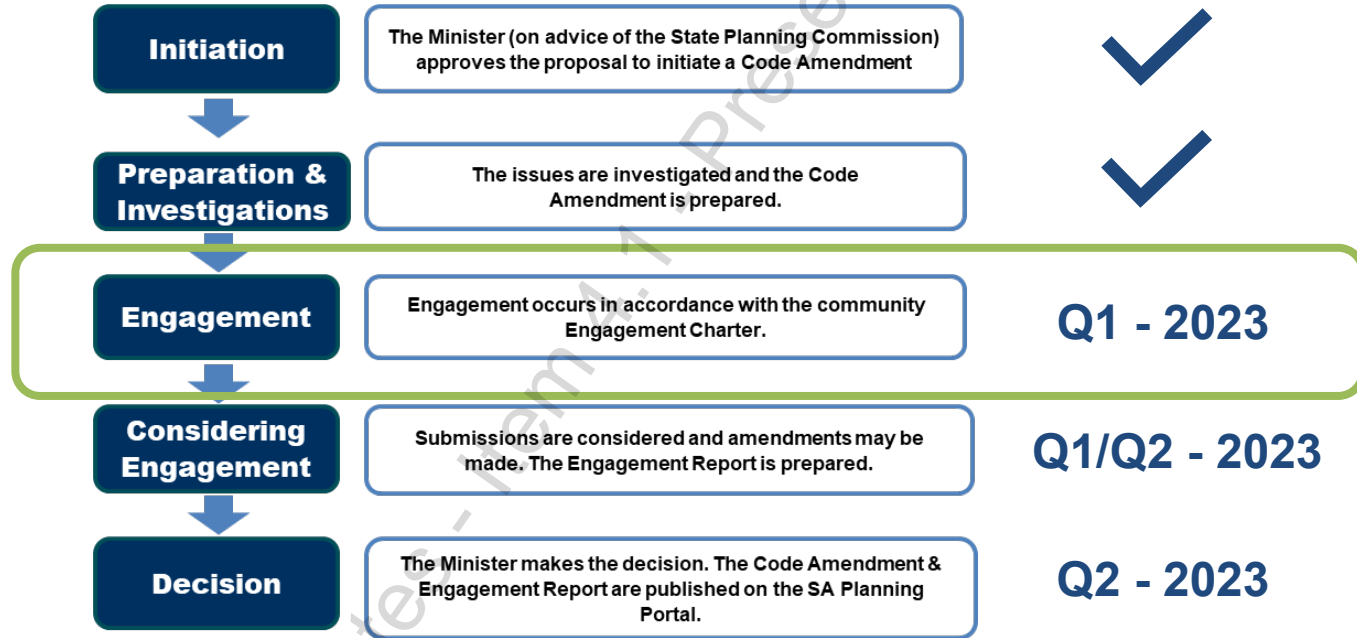 Initiation
The Minister (on advice of the State Planning Commission)
approves the proposal to initiate a Code Amendment
Preparation &
Investigations
The issues are investigated and the Code
Amendment is prepared.
Engagement
Engagement occurs in accordance with the community
Engagement Charter.
Q1 - 2023
Considering
Engagement
Submissions are considered and amendments may be
made. The Engagement Report is prepared.
Q1/Q2 - 2023
Decision
The Minister makes the decision. The Code Amendment &
Engagement Report are published on the SA Planning
Portal.
Q2 - 2023
- Item 4.1 -